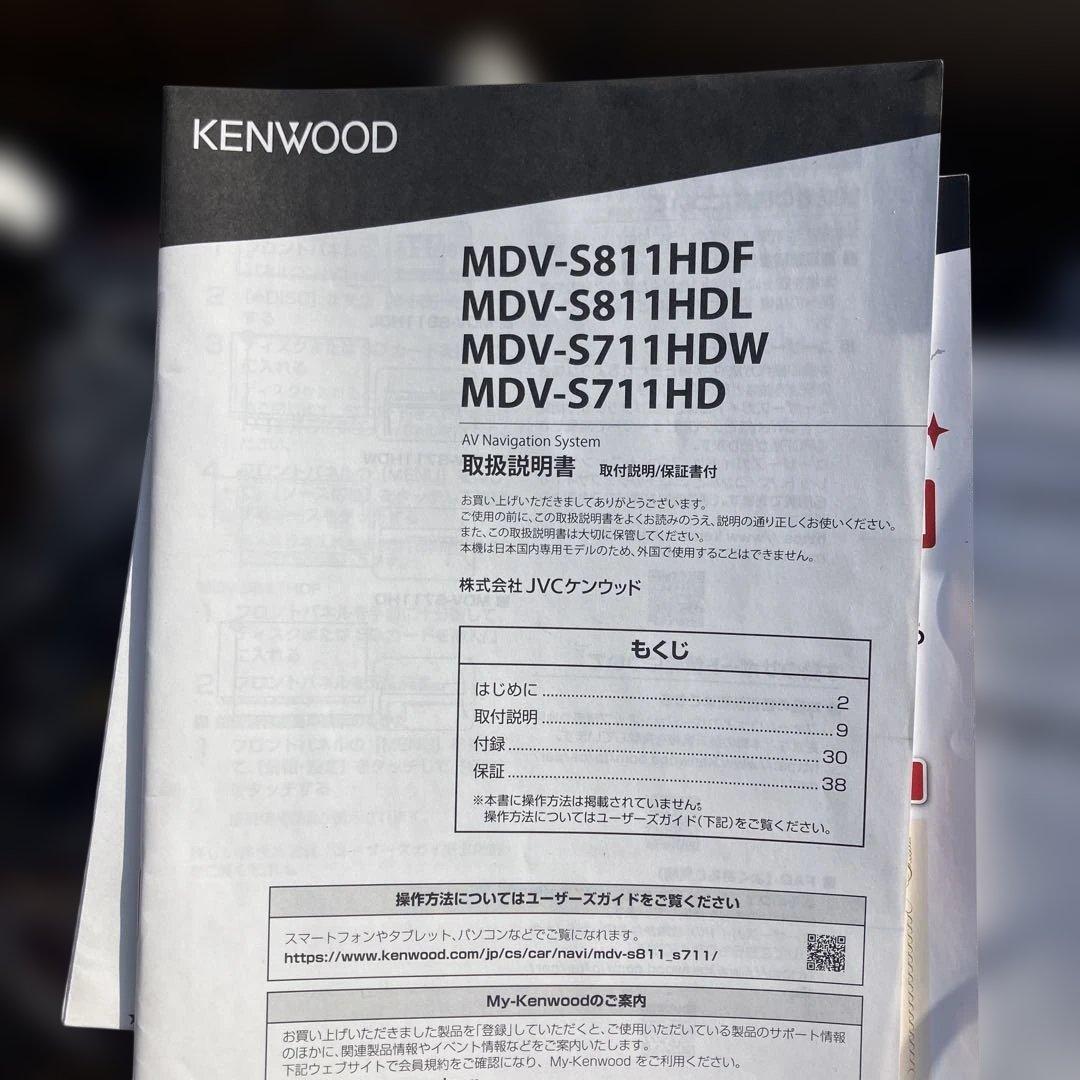 KENWOOD
MDV-S811HDF
MDV-S811HDL
MDV-S711HDW
MDV-S711HD
AV Navigation System
取扱説明書 取付説明/保証書付
お買い上げいただきましてありがとうございます。
ご使用の前に、この取扱説明書をよくお読みのうえ、説明の通り正しくお使いください。
また、この取扱説明書は大切に保管してください。
本機は日本国内専用モデルのため、外国で使用することはできません。
株式会社JVCケンウッド
もくじ
はじめに 2
取付説明 9
付録 30
保証 38
※本書に操作方法は掲載されていません。
操作方法についてはユーザーズガイド(下記)をご覧ください。
操作方法についてはユーザーズガイドをご覧ください
スマートフォンやタブレット、パソコンなどでご覧になれます。
https://www.kenwood.com/jp/cs/car/navi/mdv-s811_s711/
My-Kenwoodのご案内
お買い上げいただきました製品を「登録」していただくと、ご使用いただいている製品のサポート情報
のほかに、関連製品情報やイベント情報などをご案内いたします。
下記ウェブサイトで会員規約をご確認になり、My-Kenwood をご利用ください。